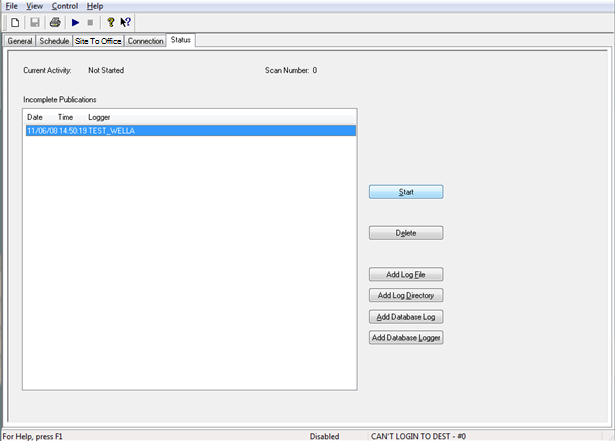 File View Control Help
General Schedule Site To Office Connection Status
Current Activity: Not Started Scan Number: 0
Incomplete Publications
Date Time Logger
11/06/08 14:50:19 TEST_WELLA
Start
Delete
Add Log File
Add Log Directory
Add Database Log
Add Database Logger
For Help, press F1 Disabled CAN'T LOGIN TO DEST - #0